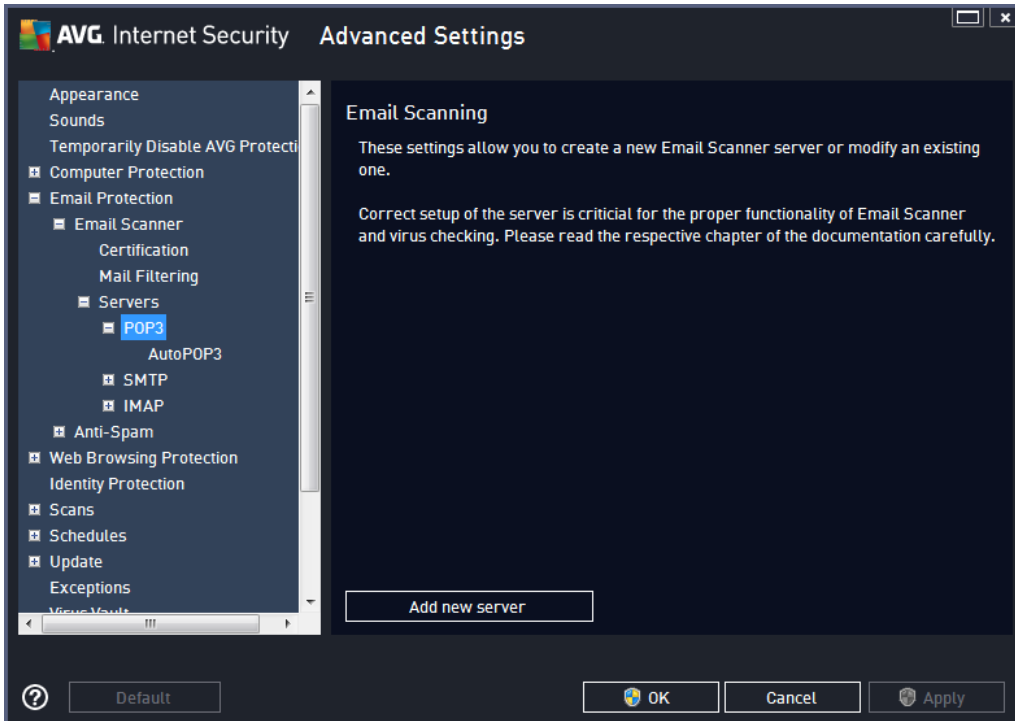 AVG. Internet Security Advanced Settings
Appearance
Sounds
Temporarily Disable AVG Protecti
Computer Protection
Email Protection
Email Scanner
Certification
Mail Filtering
Servers
POP3
AutoPOP3
SMTP
IMAP
Anti-Spam
Web Browsing Protection
Identity Protection
Scans
Schedules
Update
Exceptions
Virus Vault
Email Scanning
These settings allow you to create a new Email Scanner server or modify an existing
one.
Correct setup of the server is criticial for the proper functionality of Email Scanner
and virus checking. Please read the respective chapter of the documentation carefully.
Add new server
Default
OK
Cancel
Apply